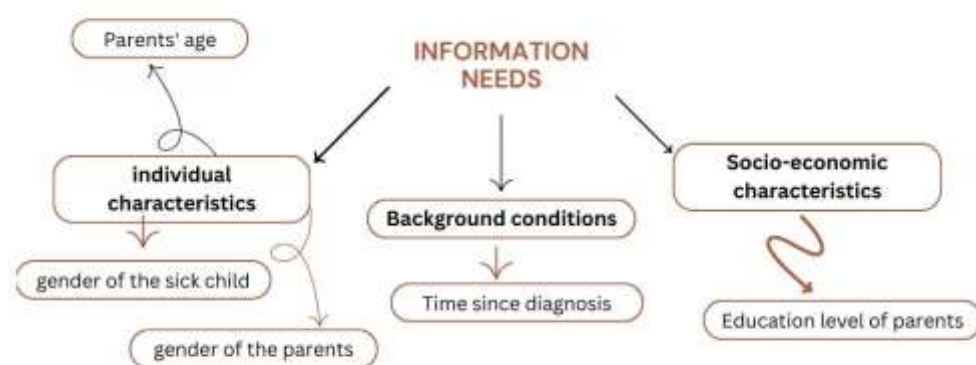 Parents' age
INFORMATION
NEEDS
individual
characteristics
Socio-economic
characteristics
Background conditions
gender of the sick child
Time since diagnosis
Education level of parents
gender of the parents